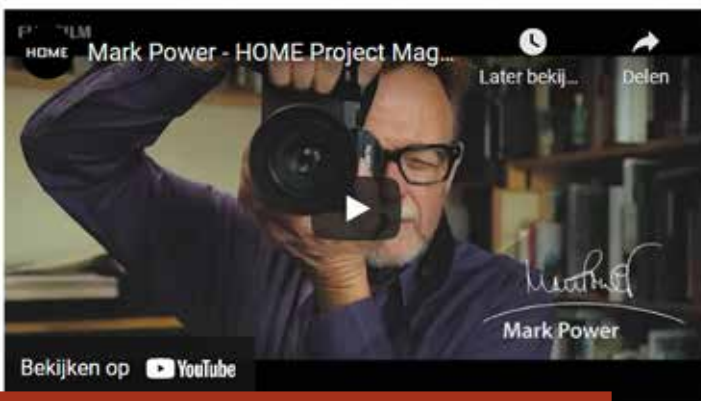 HOME
Mark Power - HOME Project Mag...
Later bekij...
Delen
Mark Power
Bekijken op YouTube